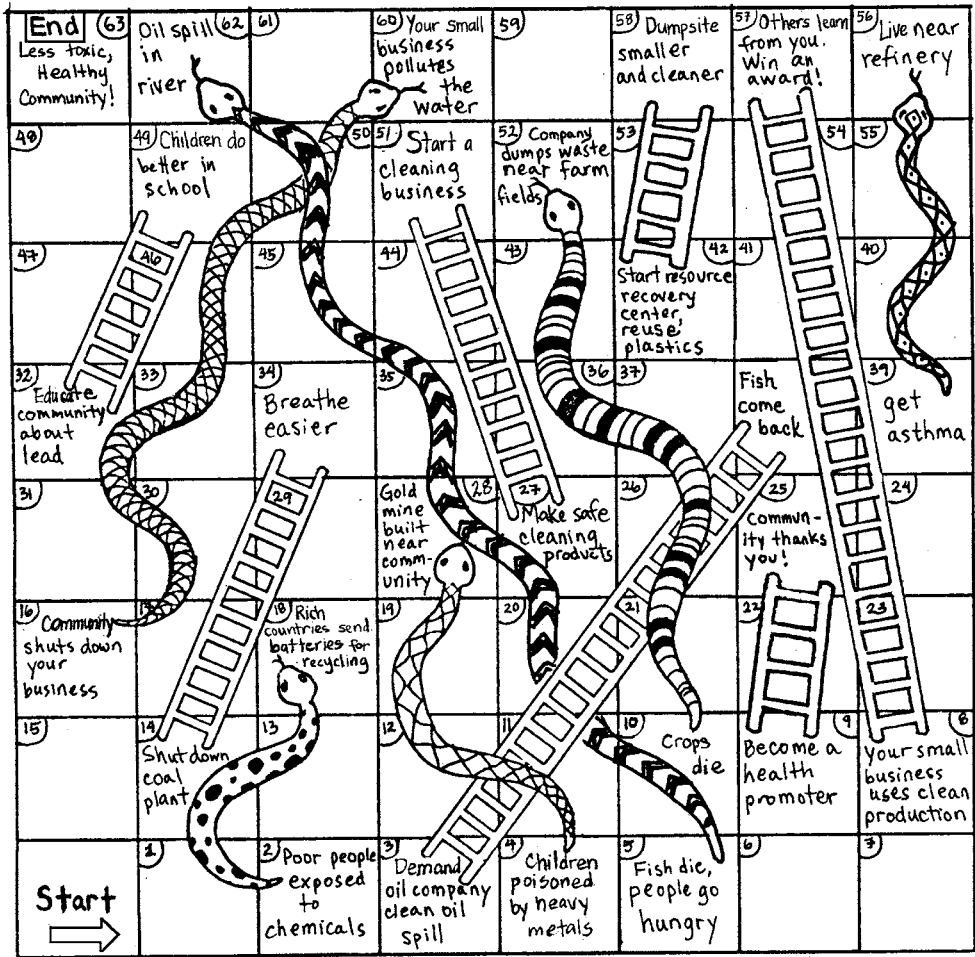 End
63
Less toxic,
Healthy
Community!
Oil spill
62
in
river
61
60
Your small
business
pollutes
the
water
59
58
Dumpsite
smaller
and cleaner
57
Others learn
from you.
Win an
award!
56
Live near
refinery
48
49
Children do
better in
school
50
51
Start a
cleaning
business
52
Company
dumps waste
near farm
fields
53
54
55
47
46
45
44
43
42
Start resource
recovery
center,
reuse
plastics
41
40
32
Educate
community
about
lead
33
34
Breathe
easier
35
36
37
Fish
come
back
39
get
asthma
31
30
29
Gold
28
mine
built
near
comm-
unity
27
Make safe
cleaning
products
26
25
Commun-
ity thanks
you!
24
16
Community
shuts down
your
business
17
18
Rich
countries send
batteries for
recycling
19
20
21
22
23
15
14
Shut down
coal
plant
13
12
11
10
Crops
die
9
Become a
health
promoter
8
your small
business
uses clean
production
Start
1
2
Poor people
exposed
to
chemicals
3
Demand
oil company
clean oil
spill
4
Children
poisoned
by heavy
metals
5
Fish die,
people go
hungry
6
7